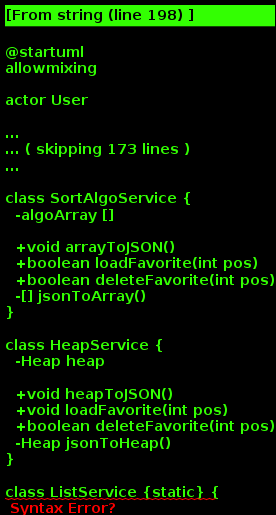 [From string (line 198) ]
@startuml
allowmixing
actor User
...
... ( skipping 173 lines )
...
class SortAlgoService {
-algoArray []
+void arrayToJSON()
+boolean loadFavorite(int pos)
+boolean deleteFavorite(int pos)
-[] jsonToArray()
}
class HeapService {
-Heap heap
+void heapToJSON()
+void loadFavorite(int pos)
+boolean deleteFavorite(int pos)
-Heap jsonToHeap()
}
class ListService {static} {
Syntax Error?